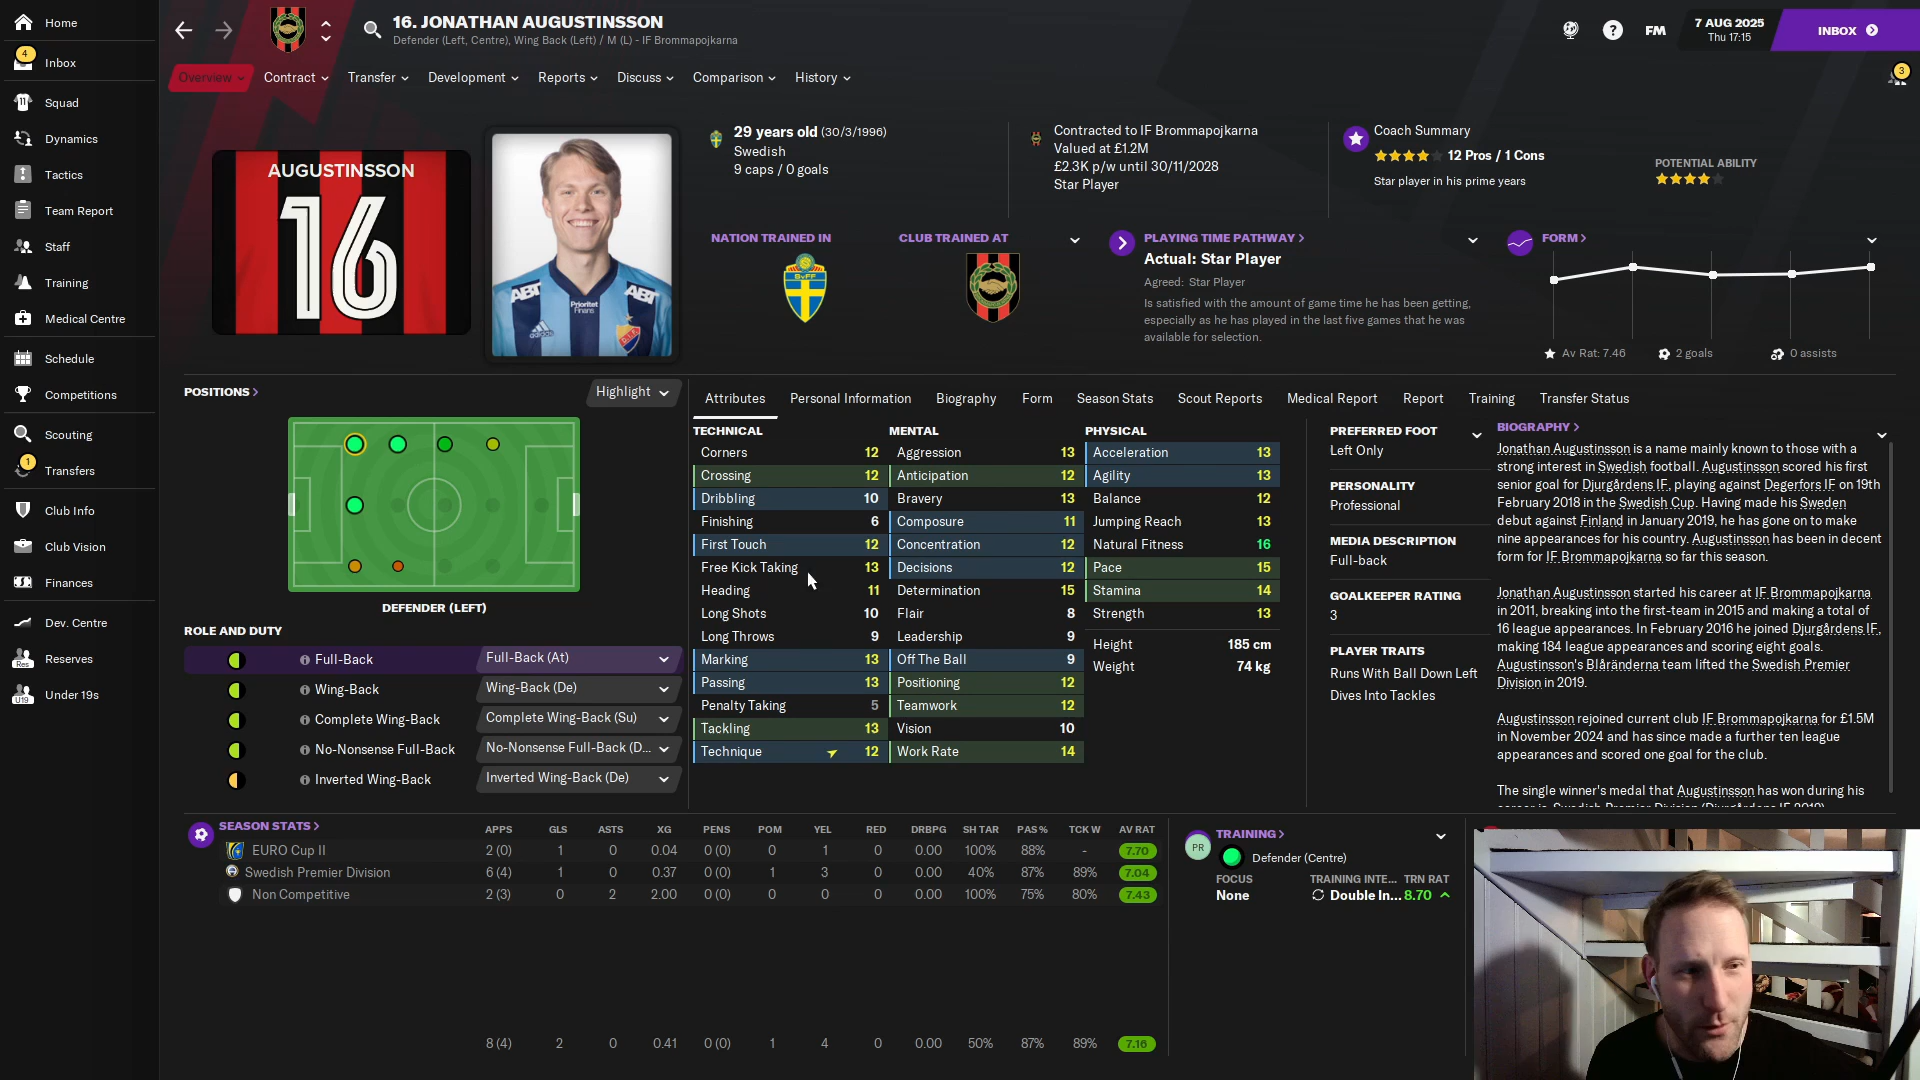 Home
4
Inbox
Squad
Dynamics
Tactics
Team Report
Staff
Training
Medical Centre
Schedule
Competitions
Scouting
1
Transfers
Club Info
Club Vision
Finances
Dev. Centre
Res
Reserves
U19
Under 19s
16. JONATHAN AUGUSTINSSON
Defender (Left, Centre), Wing Back (Left) / M (L) - IF Brommapojkarna
FM
7 AUG 2025
Thu 17:15
INBOX
3
Overview
Contract
Transfer
Development
Reports
Discuss
Comparison
History
AUGUSTINSSON
16
ABT
Prioritet
Finans
ABT
adidas
29 years old (30/3/1996)
Swedish
9 caps / 0 goals
Contracted to IF Brommapojkarna
Valued at £1.2M
£2.3K p/w until 30/11/2028
Star Player
Coach Summary
12 Pros / 1 Cons
Star player in his prime years
POTENTIAL ABILITY
NATION TRAINED IN
SvFF
CLUB TRAINED AT
PLAYING TIME PATHWAY >
Actual: Star Player
Agreed: Star Player
Is satisfied with the amount of game time he has been getting,
especially as he has played in the last five games that he was
available for selection.
FORM >
Av Rat: 7.46
2 goals
0 assists
POSITIONS >
Highlight
DEFENDER (LEFT)
ROLE AND DUTY
Full-Back
Full-Back (At)
Wing-Back
Wing-Back (De)
Complete Wing-Back
Complete Wing-Back (Su)
No-Nonsense Full-Back
No-Nonsense Full-Back (D...
Inverted Wing-Back
Inverted Wing-Back (De)
Attributes
Personal Information
Biography
Form
Season Stats
Scout Reports
Medical Report
Report
Training
Transfer Status
TECHNICAL
Corners 12
Crossing 12
Dribbling 10
Finishing 6
First Touch 12
Free Kick Taking 13
Heading 11
Long Shots 10
Long Throws 9
Marking 13
Passing 13
Penalty Taking 5
Tackling 13
Technique 12
MENTAL
Aggression 13
Anticipation 12
Bravery 13
Composure 11
Concentration 12
Decisions 12
Determination 15
Flair 8
Leadership 9
Off The Ball 9
Positioning 12
Teamwork 12
Vision 10
Work Rate 14
PHYSICAL
Acceleration 13
Agility 13
Balance 12
Jumping Reach 13
Natural Fitness 16
Pace 15
Stamina 14
Strength 13
Height 185 cm
Weight 74 kg
PREFERRED FOOT
Left Only
PERSONALITY
Professional
MEDIA DESCRIPTION
Full-back
GOALKEEPER RATING
3
PLAYER TRAITS
Runs With Ball Down Left
Dives Into Tackles
BIOGRAPHY >
Jonathan Augustinsson is a name mainly known to those with a
strong interest in Swedish football. Augustinsson scored his first
senior goal for Djurgårdens IF, playing against Degerfors IF on 19th
February 2018 in the Swedish Cup. Having made his Sweden
debut against Finland in January 2019, he has gone on to make
nine appearances for his country. Augustinsson has been in decent
form for IF Brommapojkarna so far this season.
Jonathan Augustinsson started his career at IF Brommapojkarna
in 2011, breaking into the first-team in 2015 and making a total of
16 league appearances. In February 2016 he joined Djurgårdens IF,
making 184 league appearances and scoring eight goals.
Augustinsson's Blåränderna team lifted the Swedish Premier
Division in 2019.
Augustinsson rejoined current club IF Brommapojkarna for £1.5M
in November 2024 and has since made a further ten league
appearances and scored one goal for the club.
The single winner's medal that Augustinsson has won during his
career is Swedish Premier Division (Djurgårdens IF 2019)
SEASON STATS >
APPS GLS ASTS XG PENS POM YEL RED DRBPG SH TAR PAS % TCK W AV RAT
EURO Cup II 2 (0) 1 0 0.04 0 (0) 0 1 0 0.00 100% 88% - 7.70
Swedish Premier Division 6 (4) 1 0 0.37 0 (0) 1 3 0 0.00 40% 87% 89% 7.04
Non Competitive 2 (3) 0 2 2.00 0 (0) 0 0 0 0.00 100% 75% 80% 7.43
8 (4) 2 0 0.41 0 (0) 1 4 0 0.00 50% 87% 89% 7.16
PR
TRAINING >
Defender (Centre)
FOCUS
None
TRAINING INTE...
Double In...
TRN RAT
8.70